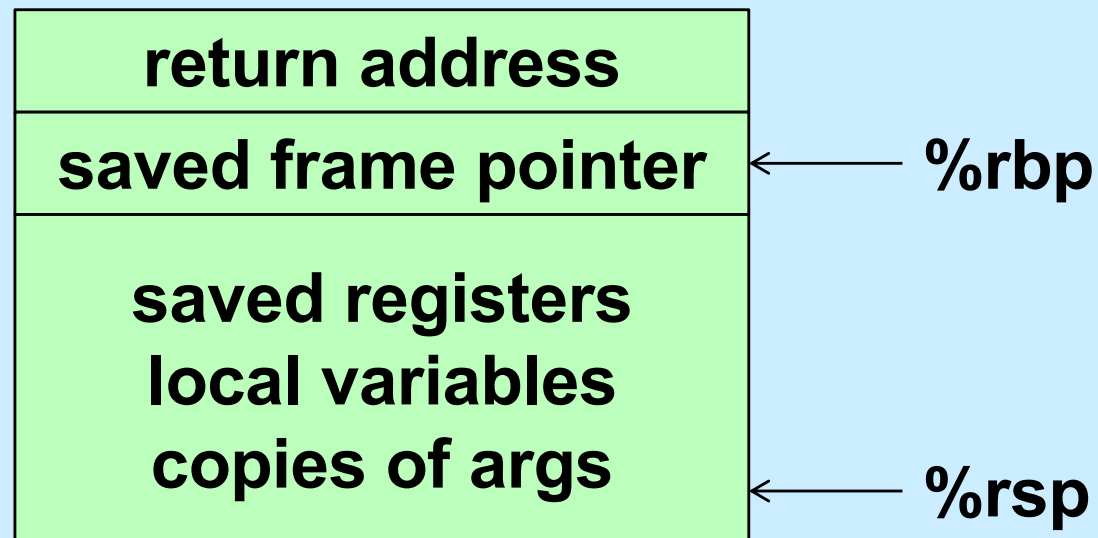 return address
saved frame pointer
%rbp
saved registers
local variables
copies of args
%rsp